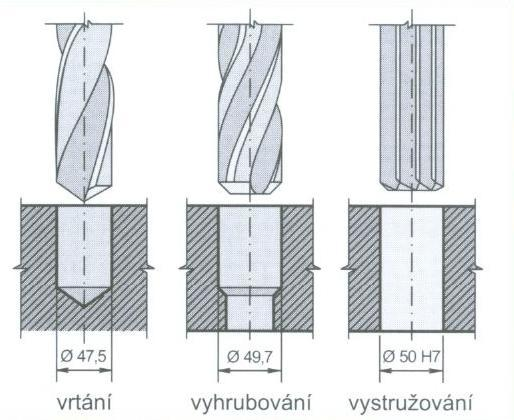 Ø 47,5 Ø 49,7 Ø 50 H7
vrtání vyhrubování vystružování